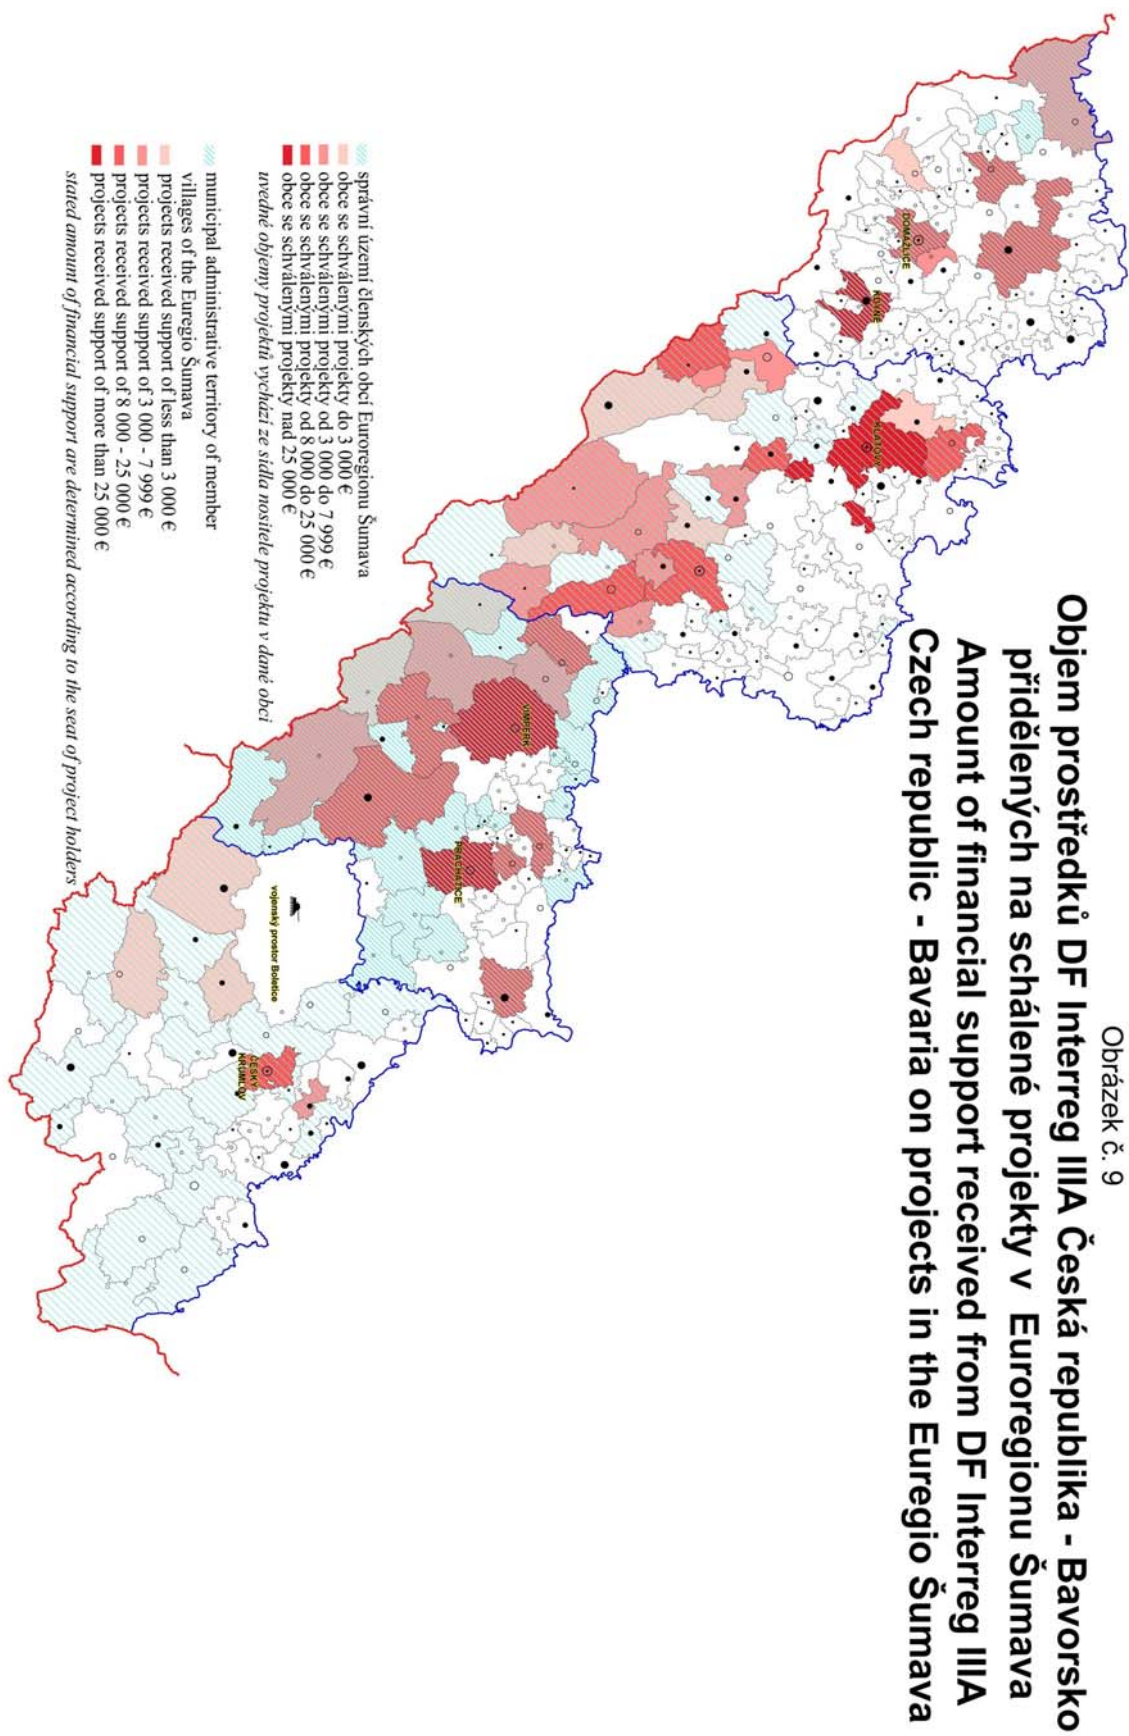 Obrázek č. 9
Objem prostředků DF Interreg IIIA Česká republika - Bavorsko
přidělených na schálené projekty v Euroregionu Šumava
Amount of financial support received from DF Interreg IIIA
Czech republic - Bavaria on projects in the Euregio Šumava
DOMAŽLICE
KDYNĚ
KLATOVY
VIMPERK
PRACHATICE
vojenský prostor Boletice
ČESKÝ
KRUMLOV
správní území členských obcí Euroregionu Šumava
obce se schválenými projekty do 3 000 €
obce se schválenými projekty od 3 000 do 7 999 €
obce se schválenými projekty od 8 000 do 25 000 €
obce se schválenými projekty nad 25 000 €
uvedné objemy projektů vychází ze sídla nositele projektu v dané obci
municipal administrative territory of member
villages of the Euregio Šumava
projects received support of less than 3 000 €
projects received support of 3 000 - 7 999 €
projects received support of 8 000 - 25 000 €
projects received support of more than 25 000 €
stated amount of financial support are determined according to the seat of project holders